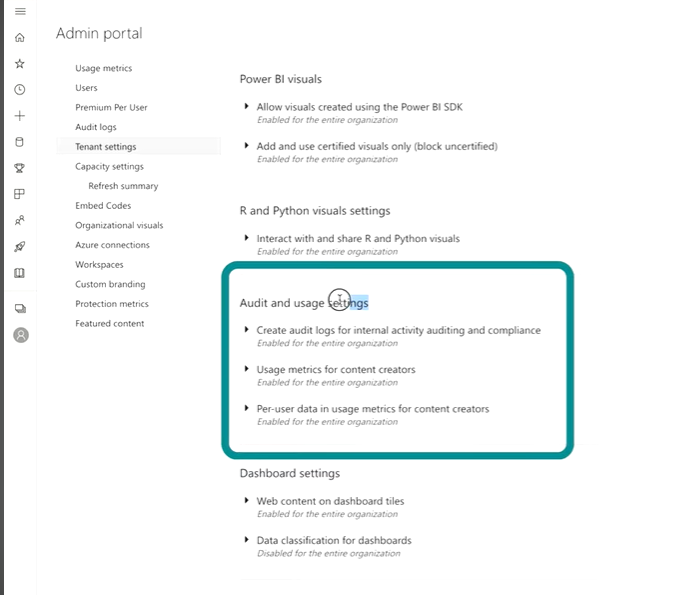 Admin portal
Usage metrics
Users
Premium Per User
Audit logs
Tenant settings
Capacity settings
Refresh summary
Embed Codes
Organizational visuals
Azure connections
Workspaces
Custom branding
Protection metrics
Featured content
Power BI visuals
Allow visuals created using the Power BI SDK
Enabled for the entire organization
Add and use certified visuals only (block uncertified)
Enabled for the entire organization
R and Python visuals settings
Interact with and share R and Python visuals
Enabled for the entire organization
Audit and usage settings
Create audit logs for internal activity auditing and compliance
Enabled for the entire organization
Usage metrics for content creators
Enabled for the entire organization
Per-user data in usage metrics for content creators
Enabled for the entire organization
Dashboard settings
Web content on dashboard tiles
Enabled for the entire organization
Data classification for dashboards
Disabled for the entire organization